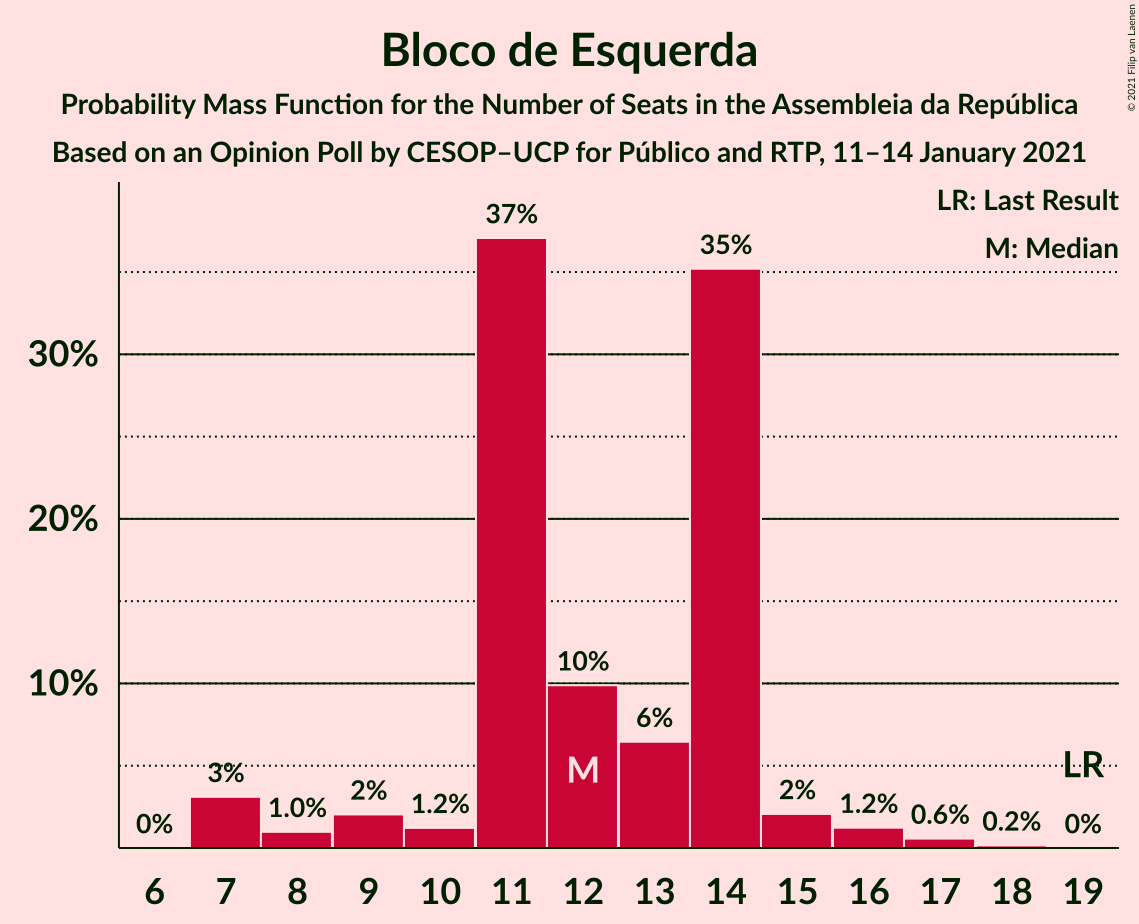 Bloco de Esquerda
Probability Mass Function for the Number of Seats in the Assembleia da República
Based on an Opinion Poll by CESOP–UCP for Público and RTP, 11–14 January 2021
© 2021 Filip van Laenen
LR: Last Result
M: Median
30%
20%
10%
0%
3%
1.0%
2%
1.2%
37%
10%
6%
35%
2%
1.2%
0.6%
0.2%
0%
M
LR
6 7 8 9 10 11 12 13 14 15 16 17 18 19